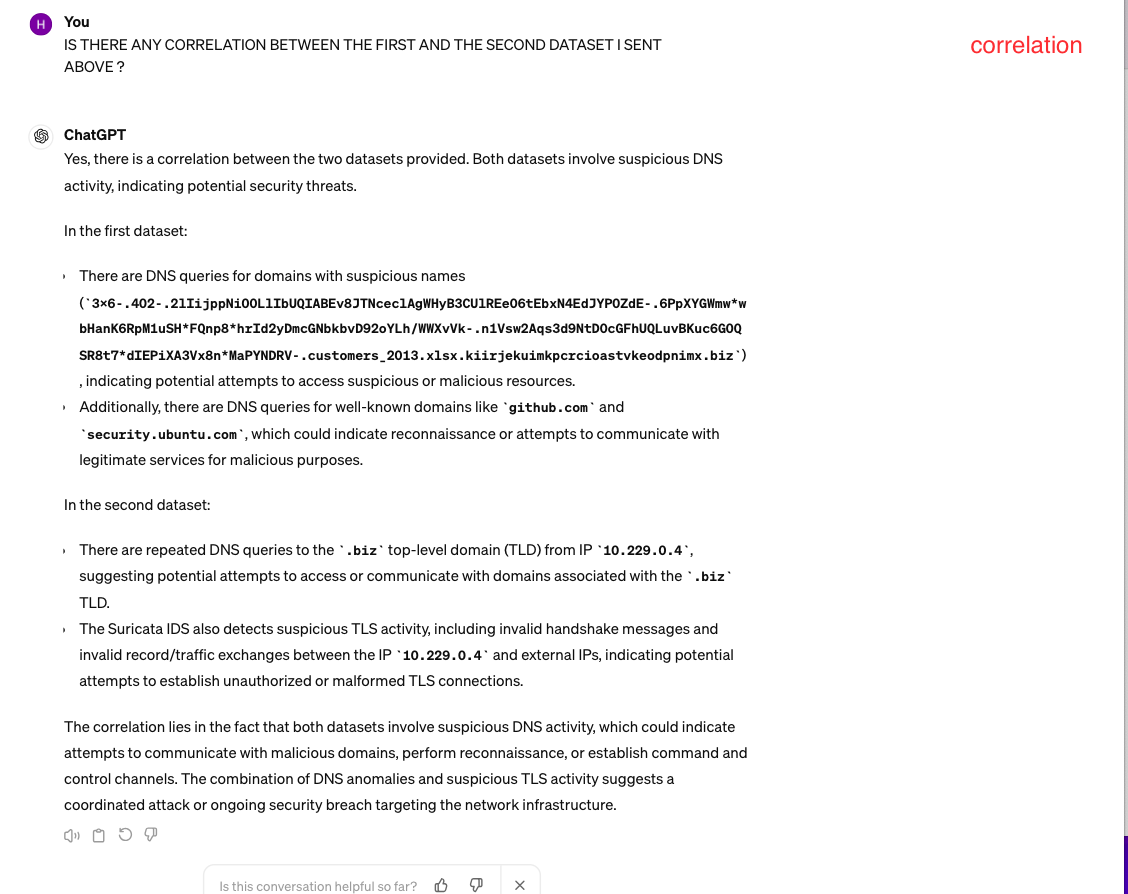 H
You
IS THERE ANY CORRELATION BETWEEN THE FIRST AND THE SECOND DATASET I SENT
ABOVE ?
correlation
ChatGPT
Yes, there is a correlation between the two datasets provided. Both datasets involve suspicious DNS
activity, indicating potential security threats.
In the first dataset:
There are DNS queries for domains with suspicious names
(`3x6-.4O2-.2lIijppNiOOLlIbUQIABEv8JTNceclAgWHyB3CUlREeO6tEbxN4EdJYPOZdE-.6PpXYGWmw*w
bHanK6RpM1uSH*FQnp8*hrId2yDmcGNbkbvD92oYLh/WWXvVk-.n1Vsw2Aqs3d9NtDOcGFhUQLuvBKuc6GOQ
SR8t7*dIEPiXA3Vx8n*MaPYNDRV-.customers_2013.xlsx.kiirjekuimkpcrcioastvkeodpnimx.biz`)
, indicating potential attempts to access suspicious or malicious resources.
Additionally, there are DNS queries for well-known domains like `github.com` and
`security.ubuntu.com`, which could indicate reconnaissance or attempts to communicate with
legitimate services for malicious purposes.
In the second dataset:
There are repeated DNS queries to the `.biz` top-level domain (TLD) from IP `10.229.0.4`,
suggesting potential attempts to access or communicate with domains associated with the `.biz`
TLD.
The Suricata IDS also detects suspicious TLS activity, including invalid handshake messages and
invalid record/traffic exchanges between the IP `10.229.0.4` and external IPs, indicating potential
attempts to establish unauthorized or malformed TLS connections.
The correlation lies in the fact that both datasets involve suspicious DNS activity, which could indicate
attempts to communicate with malicious domains, perform reconnaissance, or establish command and
control channels. The combination of DNS anomalies and suspicious TLS activity suggests a
coordinated attack or ongoing security breach targeting the network infrastructure.
Is this conversation helpful so far?